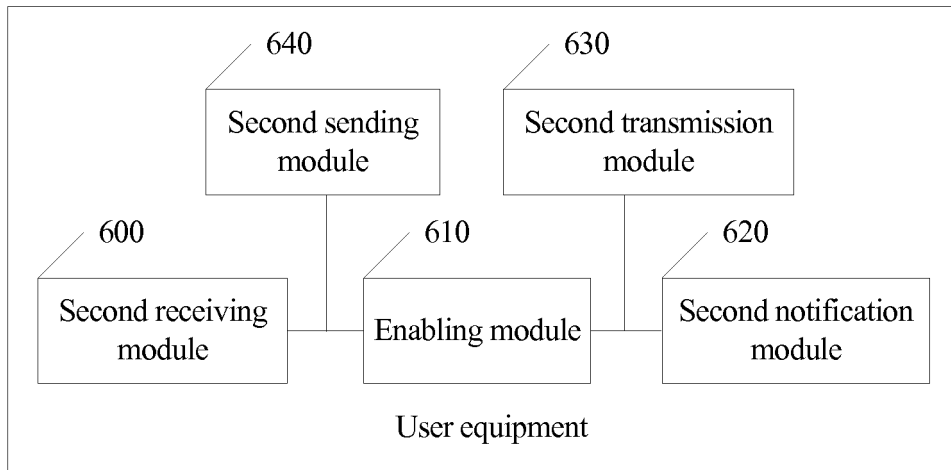 640
630
Second sending
module
Second transmission
module
600
610
620
Second receiving
module
Enabling module
Second notification
module
User equipment